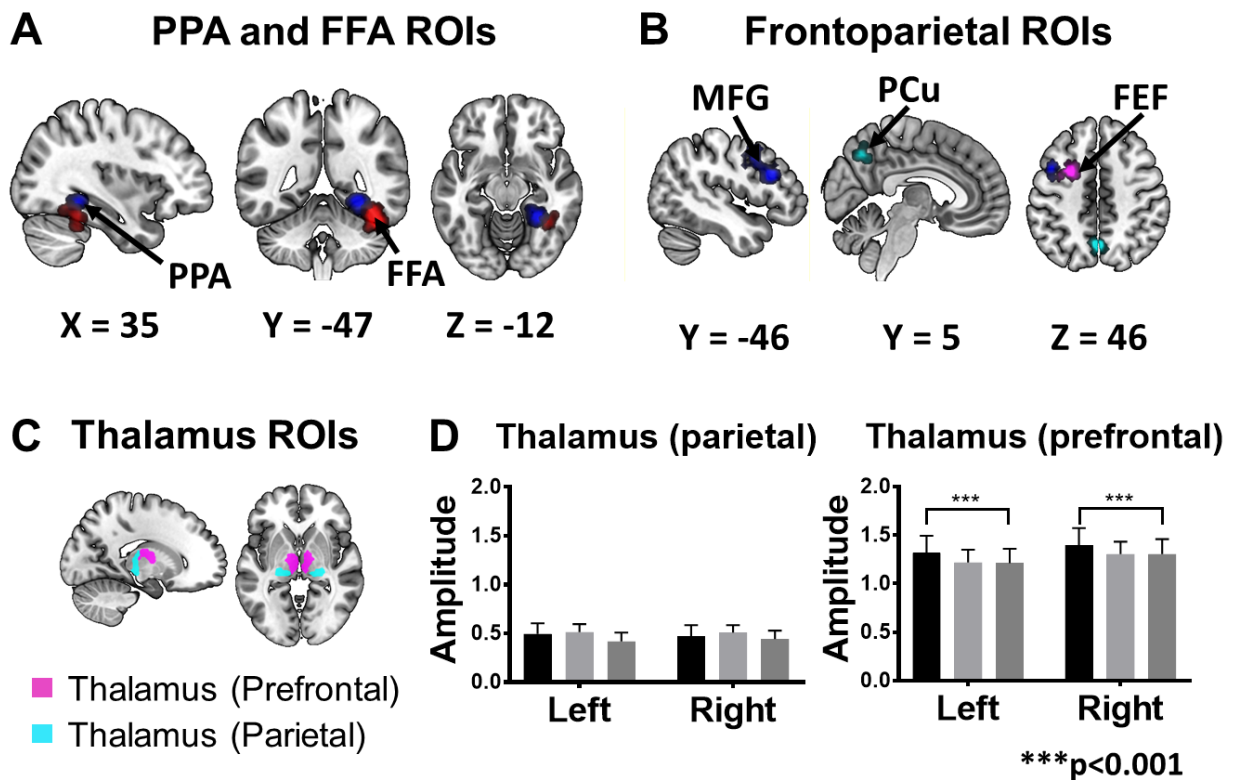 A PPA and FFA ROIs
PPA
FFA
X = 35 Y = -47 Z = -12
B Frontoparietal ROIs
MFG PCu FEF
Y = -46 Y = 5 Z = 46
C Thalamus ROIs
Thalamus (Prefrontal)
Thalamus (Parietal)
D Thalamus (parietal)
Amplitude
2.0
1.5
1.0
0.5
0.0
Left Right
Thalamus (prefrontal)
Amplitude
2.0
1.5
1.0
0.5
0.0
*** ***
Left Right
***p<0.001